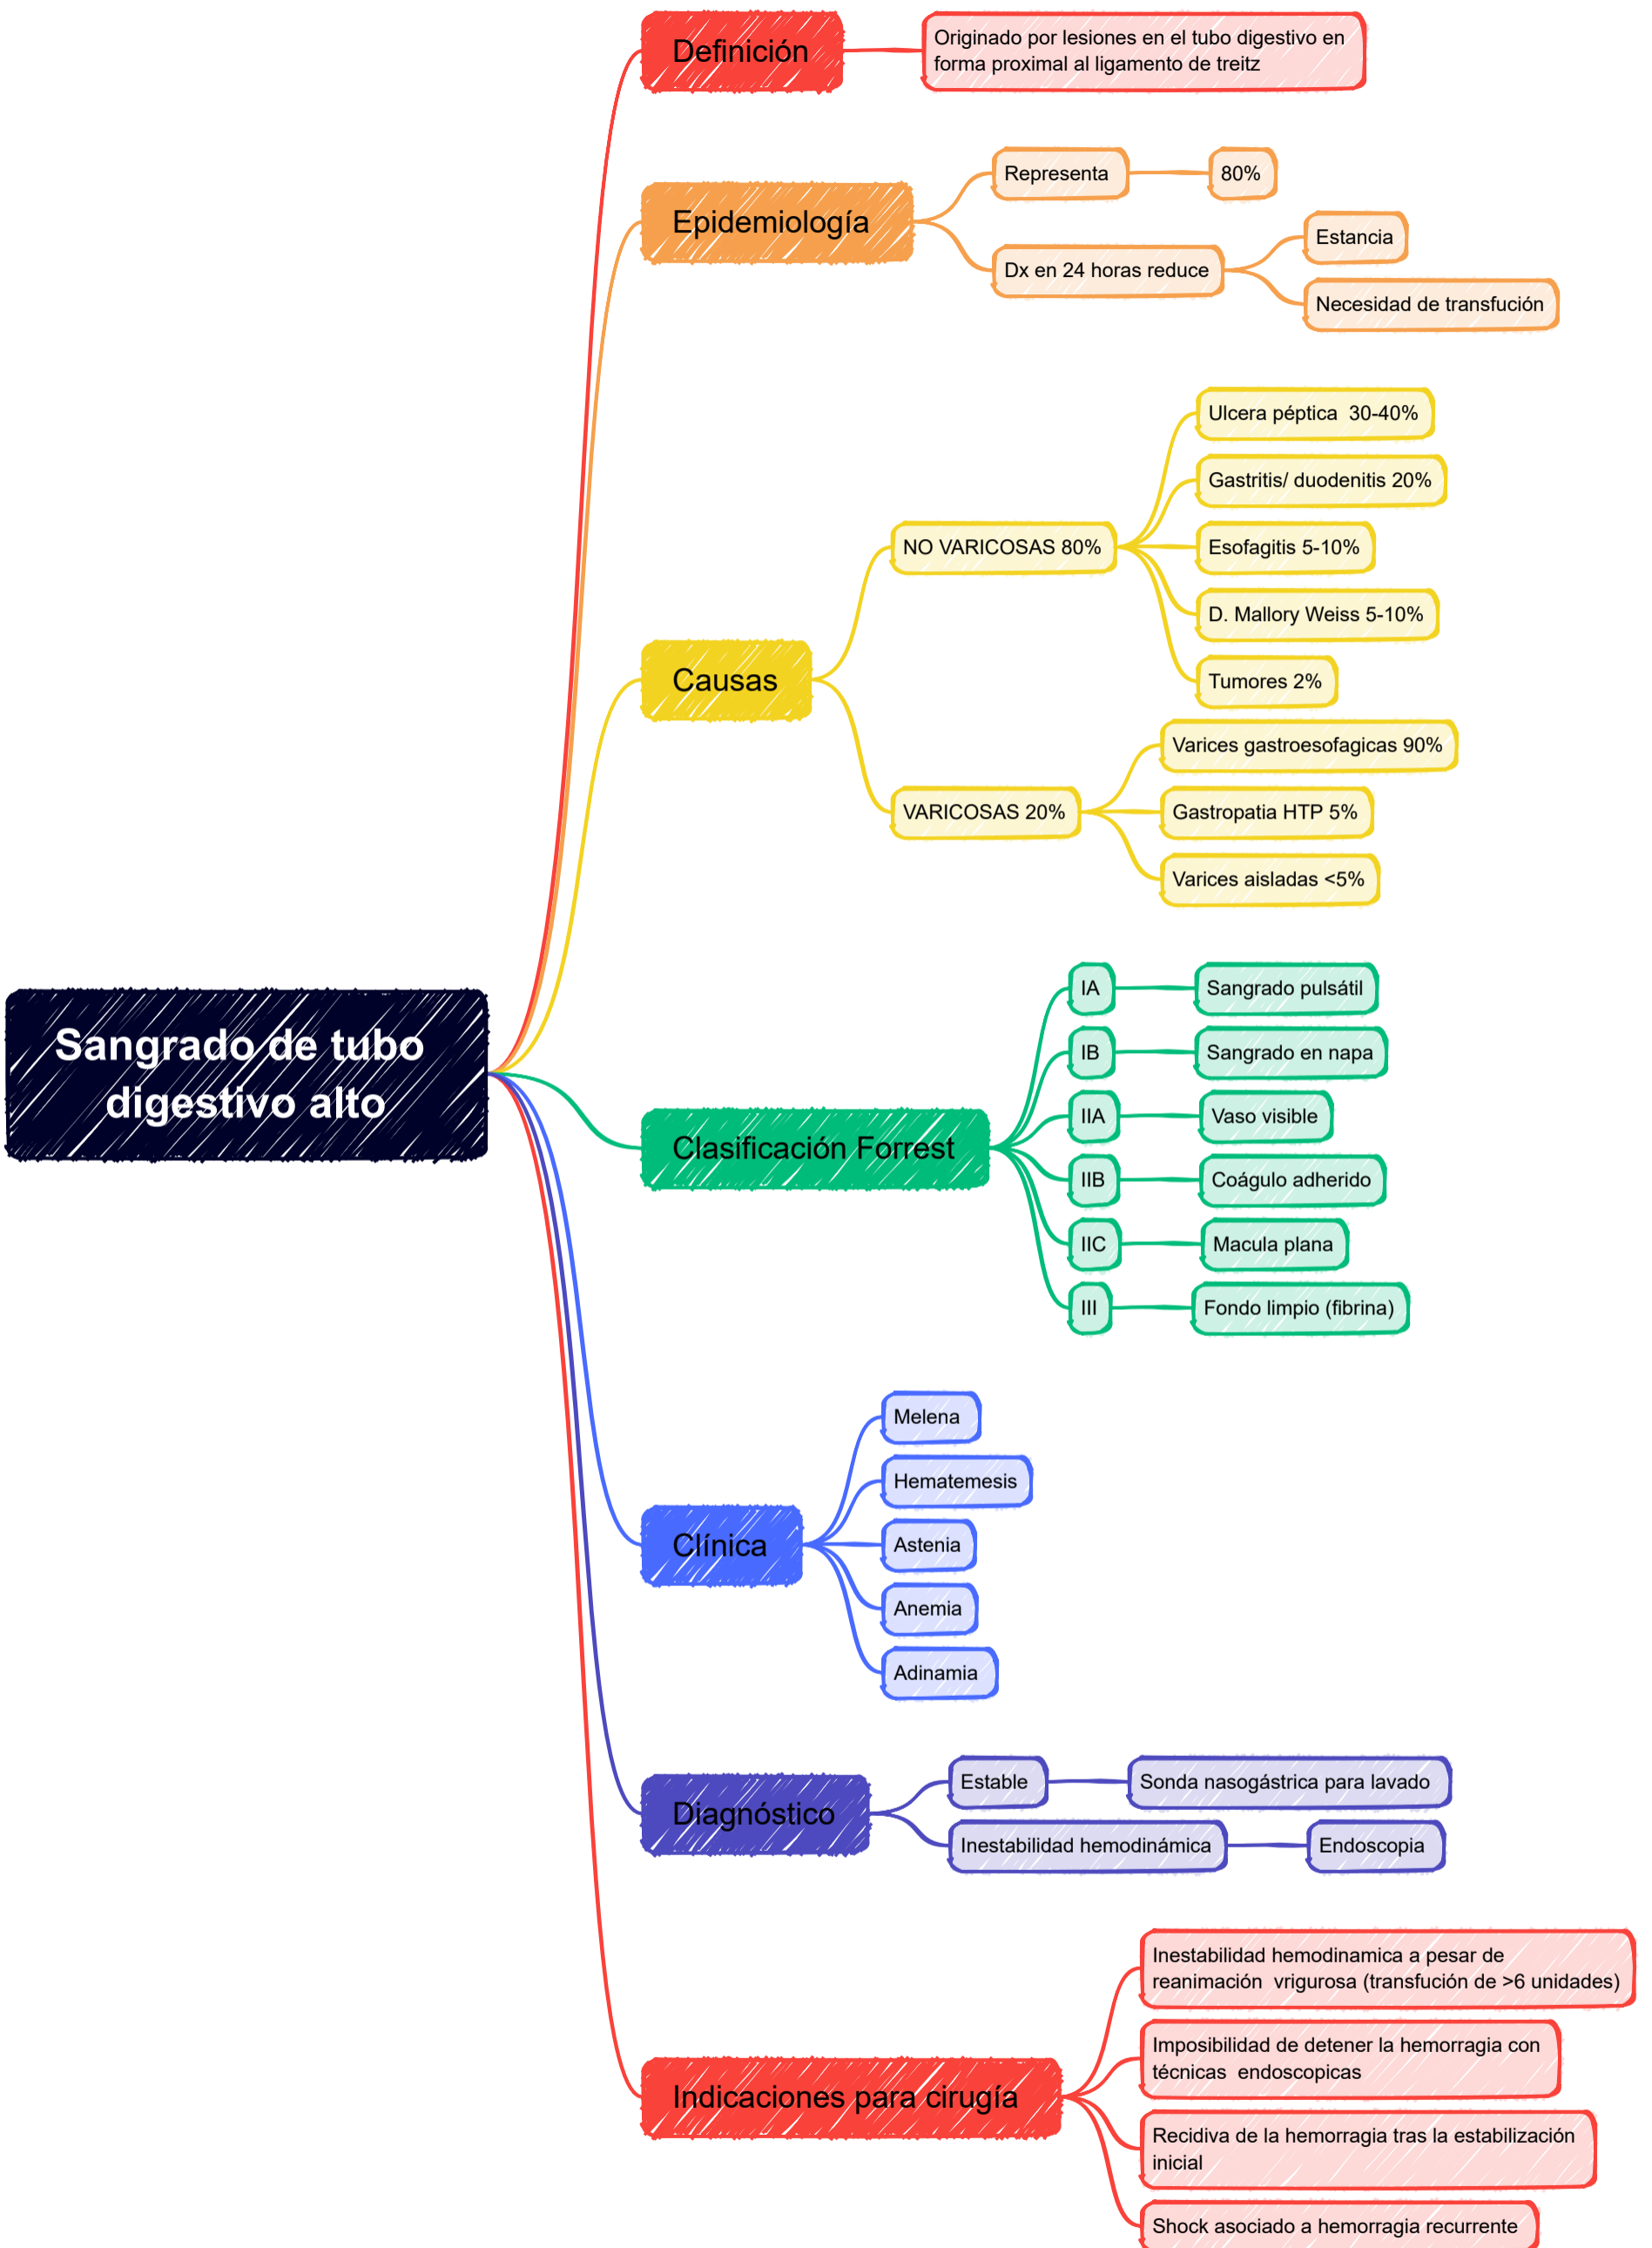 Sangrado de tubo
digestivo alto
Definición
Originado por lesiones en el tubo digestivo en
forma proximal al ligamento de treitz
Epidemiología
Representa
80%
Dx en 24 horas reduce
Estancia
Necesidad de transfución
Causas
NO VARICOSAS 80%
Ulcera péptica  30-40%
Gastritis/ duodenitis 20%
Esofagitis 5-10%
D. Mallory Weiss 5-10%
Tumores 2%
VARICOSAS 20%
Varices gastroesofagicas 90%
Gastropatia HTP 5%
Varices aisladas <5%
Clasificación Forrest
IA
Sangrado pulsátil
IB
Sangrado en napa
IIA
Vaso visible
IIB
Coágulo adherido
IIC
Macula plana
III
Fondo limpio (fibrina)
Clínica
Melena
Hematemesis
Astenia
Anemia
Adinamia
Diagnóstico
Estable
Sonda nasogástrica para lavado
Inestabilidad hemodinámica
Endoscopia
Indicaciones para cirugía
Inestabilidad hemodinamica a pesar de
reanimación  vrigurosa (transfución de >6 unidades)
Imposibilidad de detener la hemorragia con
técnicas  endoscopicas
Recidiva de la hemorragia tras la estabilización
inicial
Shock asociado a hemorragia recurrente